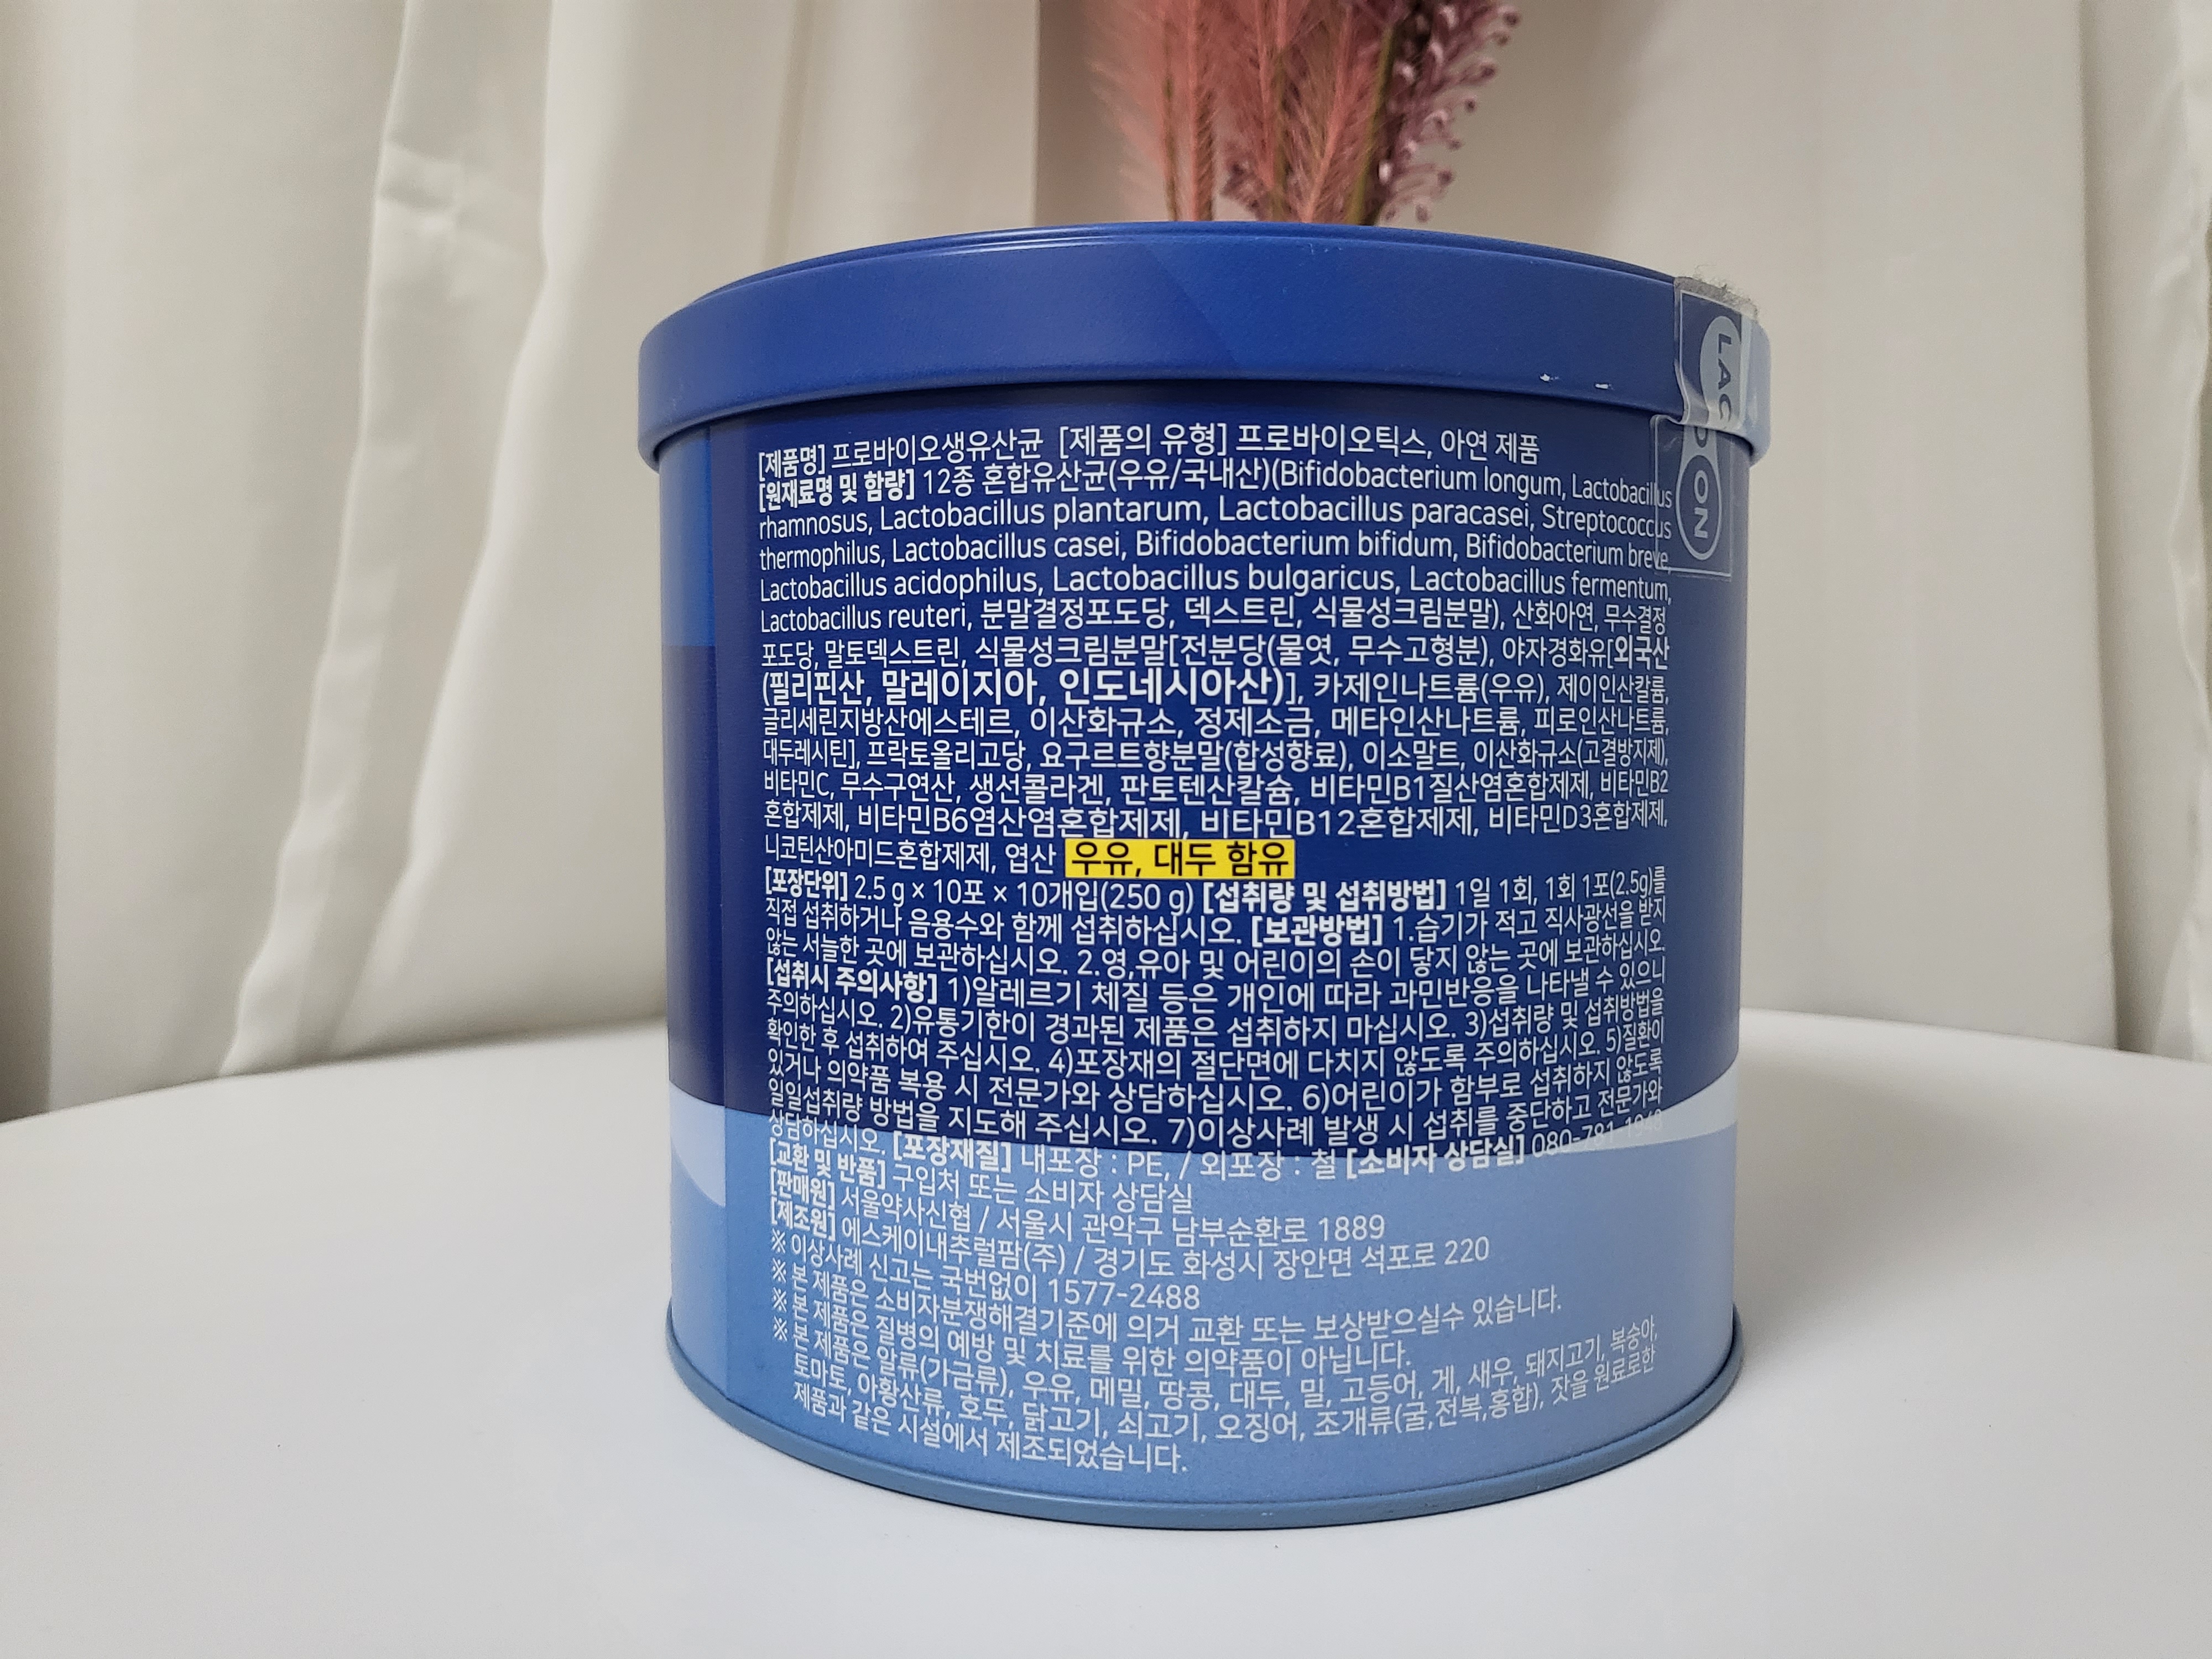 [제품명] 프로바이오생유산균 [제품의 유형] 프로바이오틱스, 아연 제품
[원재료명 및 함량] 12종 혼합유산균(우유/국내산)(Bifidobacterium longum, Lactobacillus
rhamnosus, Lactobacillus plantarum, Lactobacillus paracasei, Streptococcus
thermophilus, Lactobacillus casei, Bifidobacterium bifidum, Bifidobacterium breve,
Lactobacillus acidophilus, Lactobacillus bulgaricus, Lactobacillus fermentum,
Lactobacillus reuteri, 분말결정포도당, 덱스트린, 식물성크림분말), 산화아연, 무수결정
포도당, 말토덱스트린, 식물성크림분말[전분당(물엿, 무수고형분), 야자경화유[외국산
(필리핀산, 말레이지아, 인도네시아산)], 카제인나트륨(우유), 제이인산칼륨,
글리세린지방산에스테르, 이산화규소, 정제소금, 메타인산나트륨, 피로인산나트륨,
대두레시틴], 프락토올리고당, 요구르트향분말(합성향료), 이소말트, 이산화규소(고결방지제),
비타민C, 무수구연산, 생선콜라겐, 판토텐산칼슘, 비타민B1질산염혼합제제, 비타민B2
혼합제제, 비타민B6염산염혼합제제, 비타민B12혼합제제, 비타민D3혼합제제,
니코틴산아미드혼합제제, 엽산 우유, 대두 함유
[포장단위] 2.5 g × 10포 × 10개입(250 g) [섭취량 및 섭취방법] 1일 1회, 1회 1포(2.5g)를
직접 섭취하거나 음용수와 함께 섭취하십시오. [보관방법] 1.습기가 적고 직사광선을 받지
않는 서늘한 곳에 보관하십시오. 2.영,유아 및 어린이의 손이 닿지 않는 곳에 보관하십시오.
[섭취시 주의사항] 1)알레르기 체질 등은 개인에 따라 과민반응을 나타낼 수 있으니
주의하십시오. 2)유통기한이 경과된 제품은 섭취하지 마십시오. 3)섭취량 및 섭취방법을
확인한 후 섭취하여 주십시오. 4)포장재의 절단면에 다치지 않도록 주의하십시오. 5)질환이
있거나 의약품 복용 시 전문가와 상담하십시오. 6)어린이가 함부로 섭취하지 않도록
일일섭취량 방법을 지도해 주십시오. 7)이상사례 발생 시 섭취를 중단하고 전문가와
상담하십시오. [포장재질] 내포장 : PE, / 외포장 : 철 [소비자 상담실] 080-781-1948
[교환 및 반품] 구입처 또는 소비자 상담실
[판매원] 서울약사신협 / 서울시 관악구 남부순환로 1889
[제조원] 에스케이내추럴팜(주) / 경기도 화성시 장안면 석포로 220
※ 이상사례 신고는 국번없이 1577-2488
※ 본 제품은 소비자분쟁해결기준에 의거 교환 또는 보상받으실수 있습니다.
※ 본 제품은 질병의 예방 및 치료를 위한 의약품이 아닙니다.
※ 본 제품은 알류(가금류), 우유, 메밀, 땅콩, 대두, 밀, 고등어, 게, 새우, 돼지고기, 복숭아,
토마토, 아황산류, 호두, 닭고기, 쇠고기, 오징어, 조개류(굴,전복,홍합), 잣을 원료로한
제품과 같은 시설에서 제조되었습니다.